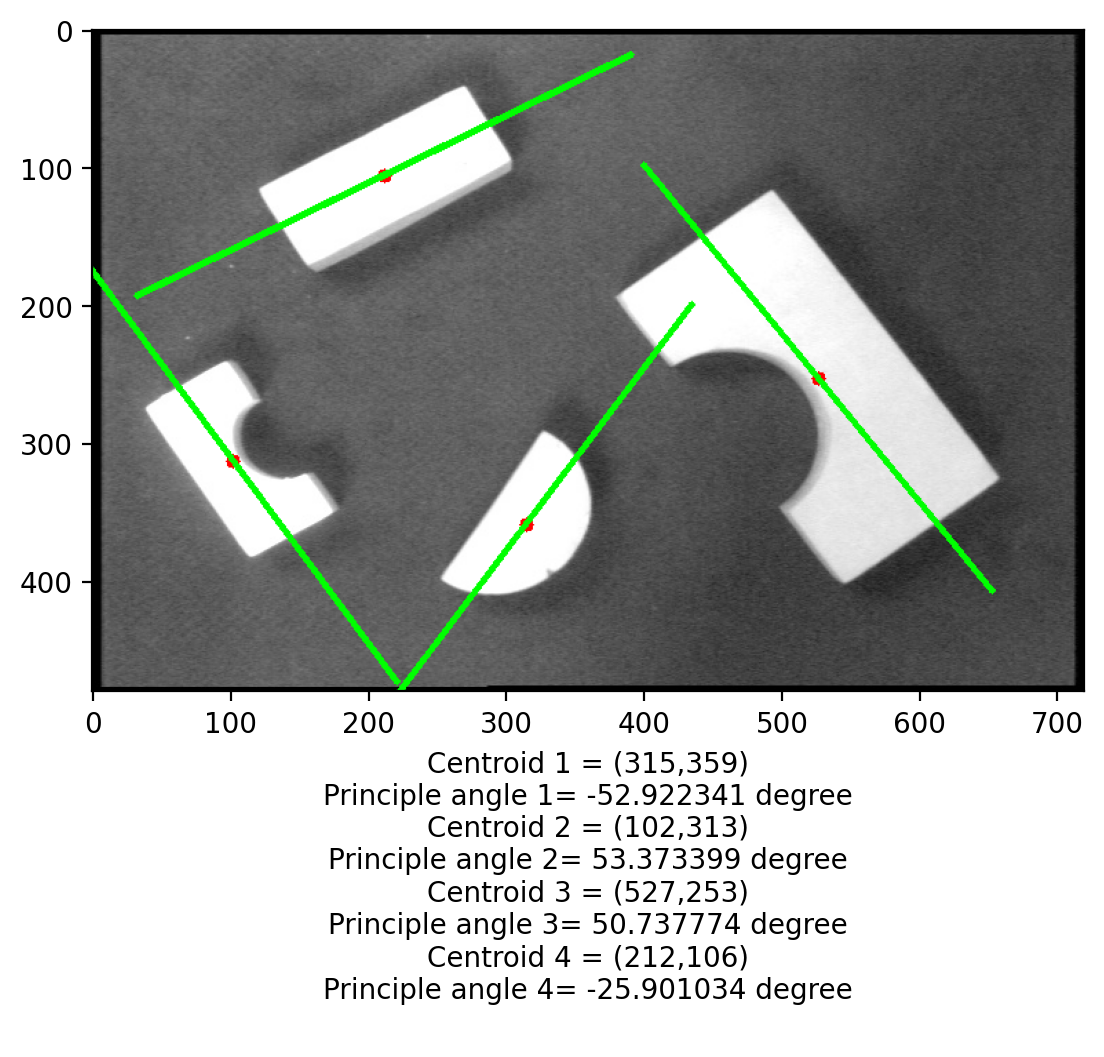 0
100
200
300
400
0 100 200 300 400 500 600 700
Centroid 1 = (315,359)
Principle angle 1= -52.922341 degree
Centroid 2 = (102,313)
Principle angle 2= 53.373399 degree
Centroid 3 = (527,253)
Principle angle 3= 50.737774 degree
Centroid 4 = (212,106)
Principle angle 4= -25.901034 degree